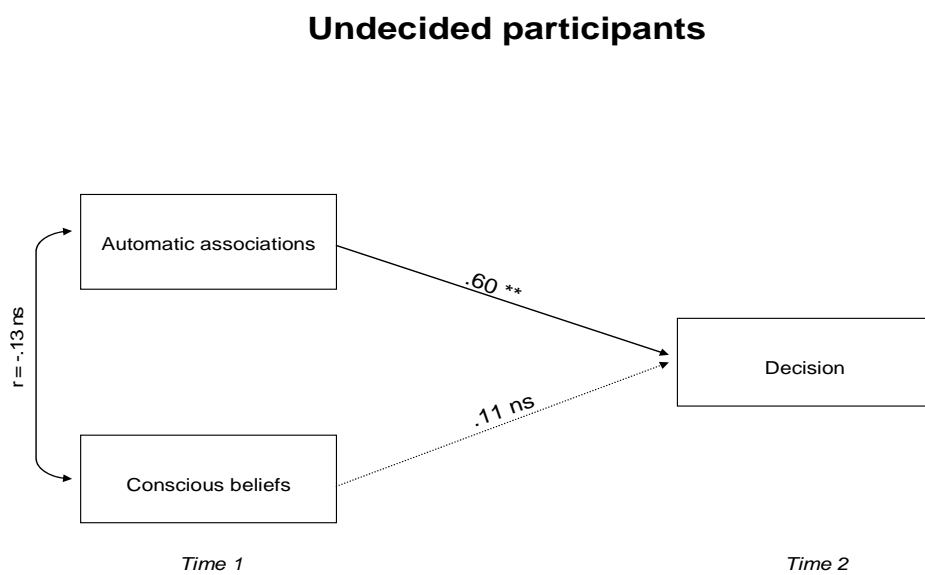 Undecided participants
Automatic associations
.60 **
r = -.13 ns
Decision
.11 ns
Conscious beliefs
Time 1
Time 2